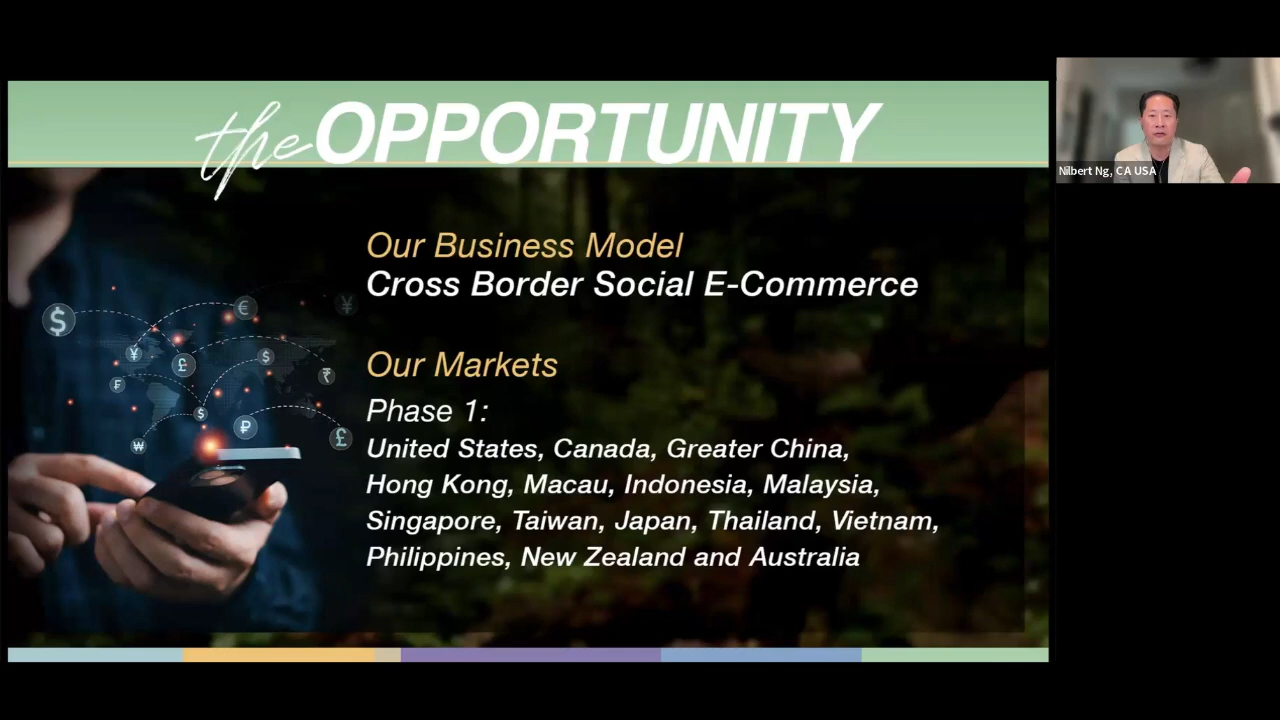 the OPPORTUNITY
Our Business Model
Cross Border Social E-Commerce
Our Markets
Phase 1:
United States, Canada, Greater China,
Hong Kong, Macau, Indonesia, Malaysia,
Singapore, Taiwan, Japan, Thailand, Vietnam,
Philippines, New Zealand and Australia
Nilbert Ng, CA USA